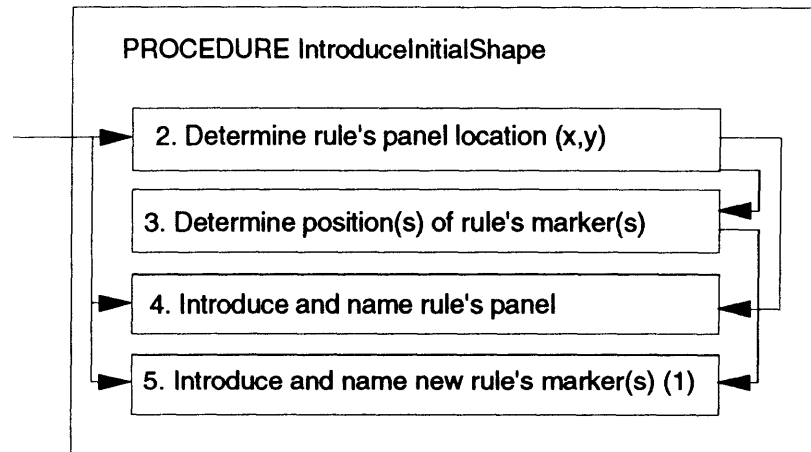 PROCEDURE IntroduceInitialShape
2. Determine rule's panel location (x,y)
3. Determine position(s) of rule's marker(s)
4. Introduce and name rule's panel
5. Introduce and name new rule's marker(s) (1)